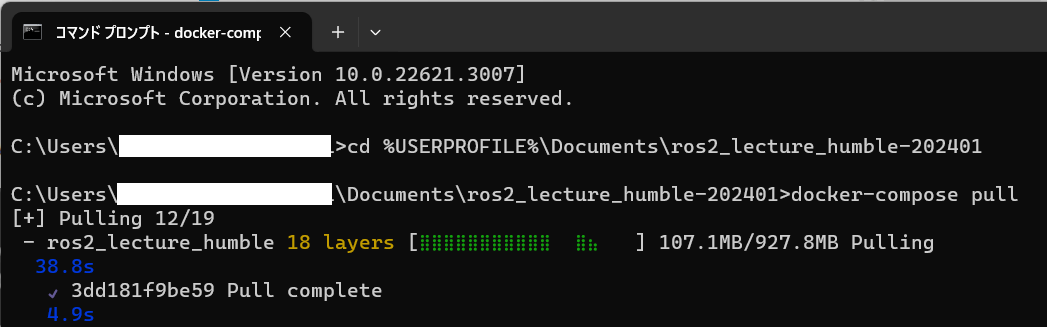 コマンド プロンプト - docker-comp
Microsoft Windows [Version 10.0.22621.3007]
(c) Microsoft Corporation. All rights reserved.
C:\Users\ >cd %USERPROFILE%\Documents\ros2_lecture_humble-202401
C:\Users\ \Documents\ros2_lecture_humble-202401>docker-compose pull
[+] Pulling 12/19
- ros2_lecture_humble 18 layers [⣿⣿⣿⣿⣿⣿⣿⣿⣿⣿⣿  ⣿⣦   ] 107.1MB/927.8MB Pulling
38.8s
✓ 3dd181f9be59 Pull complete
4.9s